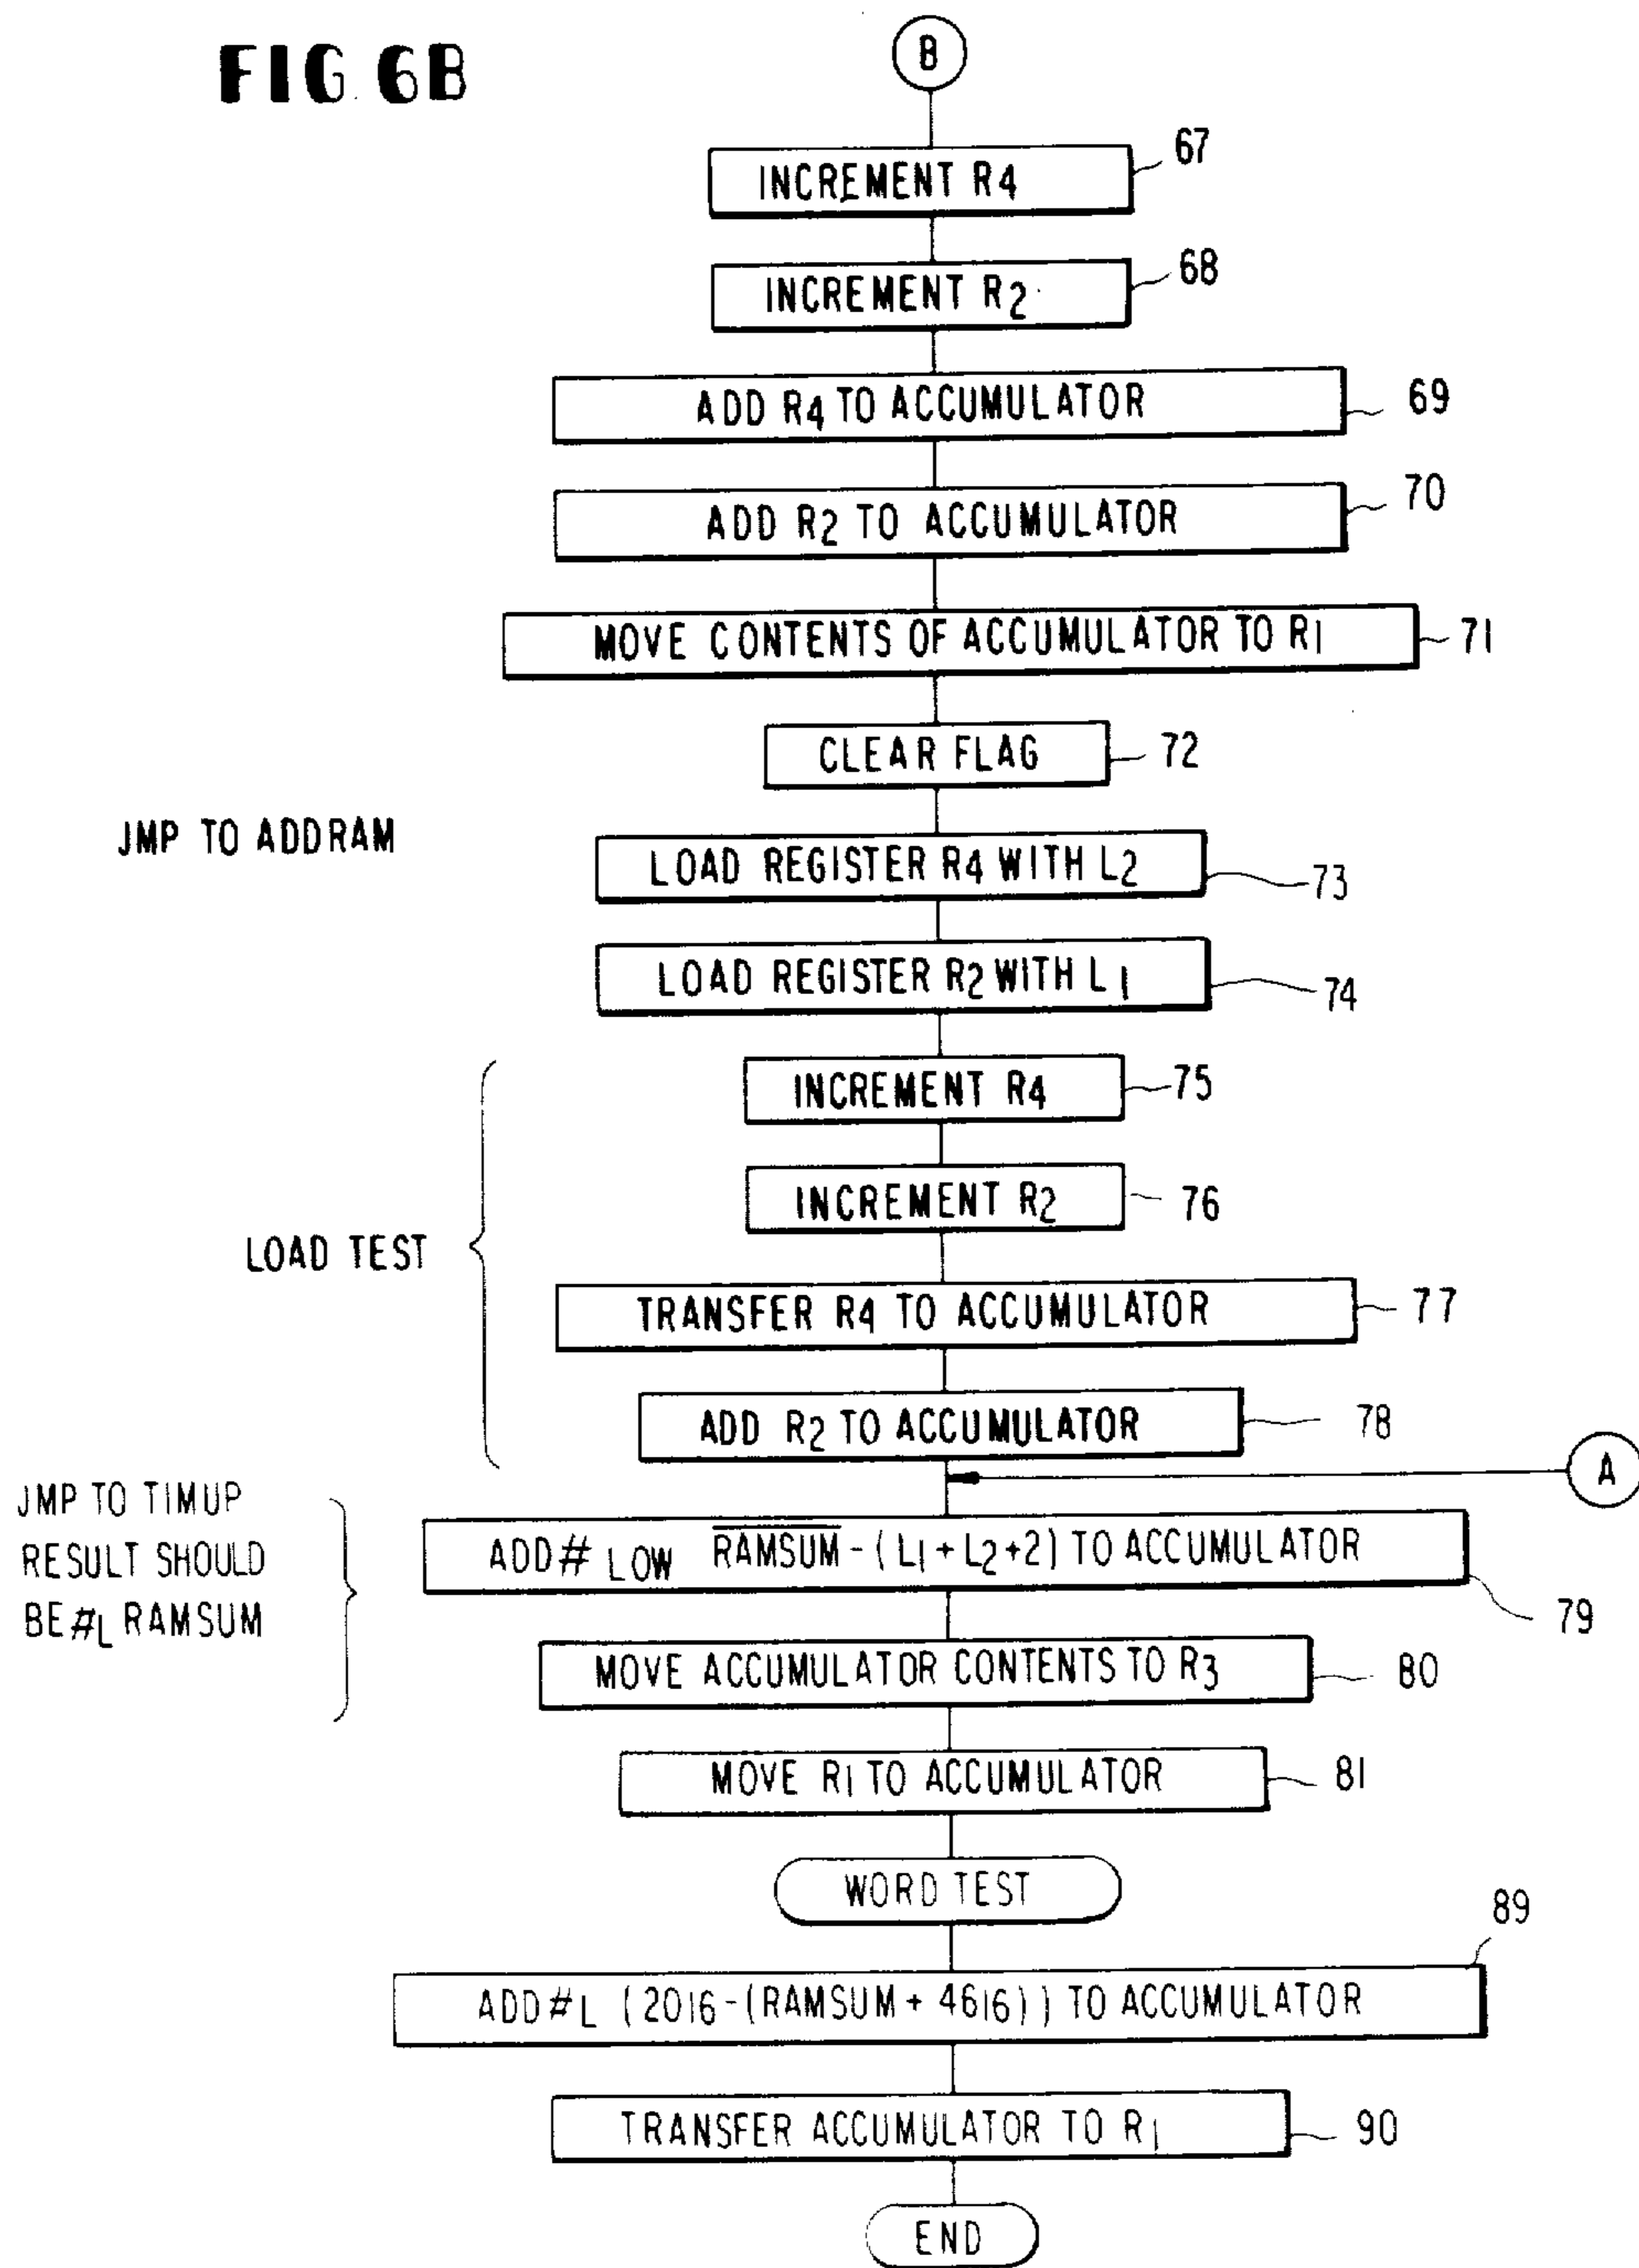 FIG. 6B
B
INCREMENT R4
67
INCREMENT R2
68
ADD R4 TO ACCUMULATOR
69
ADD R2 TO ACCUMULATOR
70
MOVE CONTENTS OF ACCUMULATOR TO R1
71
CLEAR FLAG
72
JMP TO ADDRAM
LOAD REGISTER R4 WITH L2
73
LOAD REGISTER R2 WITH L1
74
INCREMENT R4
75
INCREMENT R2
76
LOAD TEST
TRANSFER R4 TO ACCUMULATOR
77
ADD R2 TO ACCUMULATOR
78
A
JMP TO TIMUP
RESULT SHOULD
BE #L RAMSUM
ADD # LOW R̅A̅M̅S̅U̅M̅ - (L1 + L2 + 2) TO ACCUMULATOR
79
MOVE ACCUMULATOR CONTENTS TO R3
80
MOVE R1 TO ACCUMULATOR
81
WORD TEST
89
ADD #L (2016 - (RAMSUM + 4616)) TO ACCUMULATOR
TRANSFER ACCUMULATOR TO R1
90
END